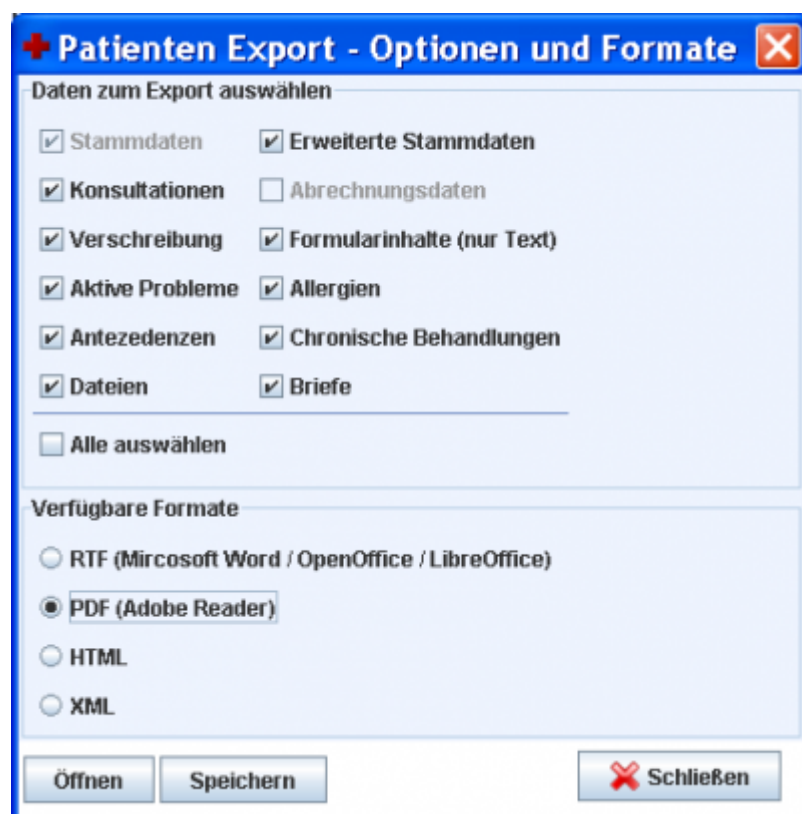 Patienten Export - Optionen und Formate
Daten zum Export auswählen
Stammdaten Erweiterte Stammdaten
Konsultationen Abrechnungsdaten
Verschreibung Formularinhalte (nur Text)
Aktive Probleme Allergien
Antezedenzen Chronische Behandlungen
Dateien Briefe
Alle auswählen
Verfügbare Formate
RTF (Mircosoft Word / OpenOffice / LibreOffice)
PDF (Adobe Reader)
HTML
XML
Öffnen Speichern Schließen